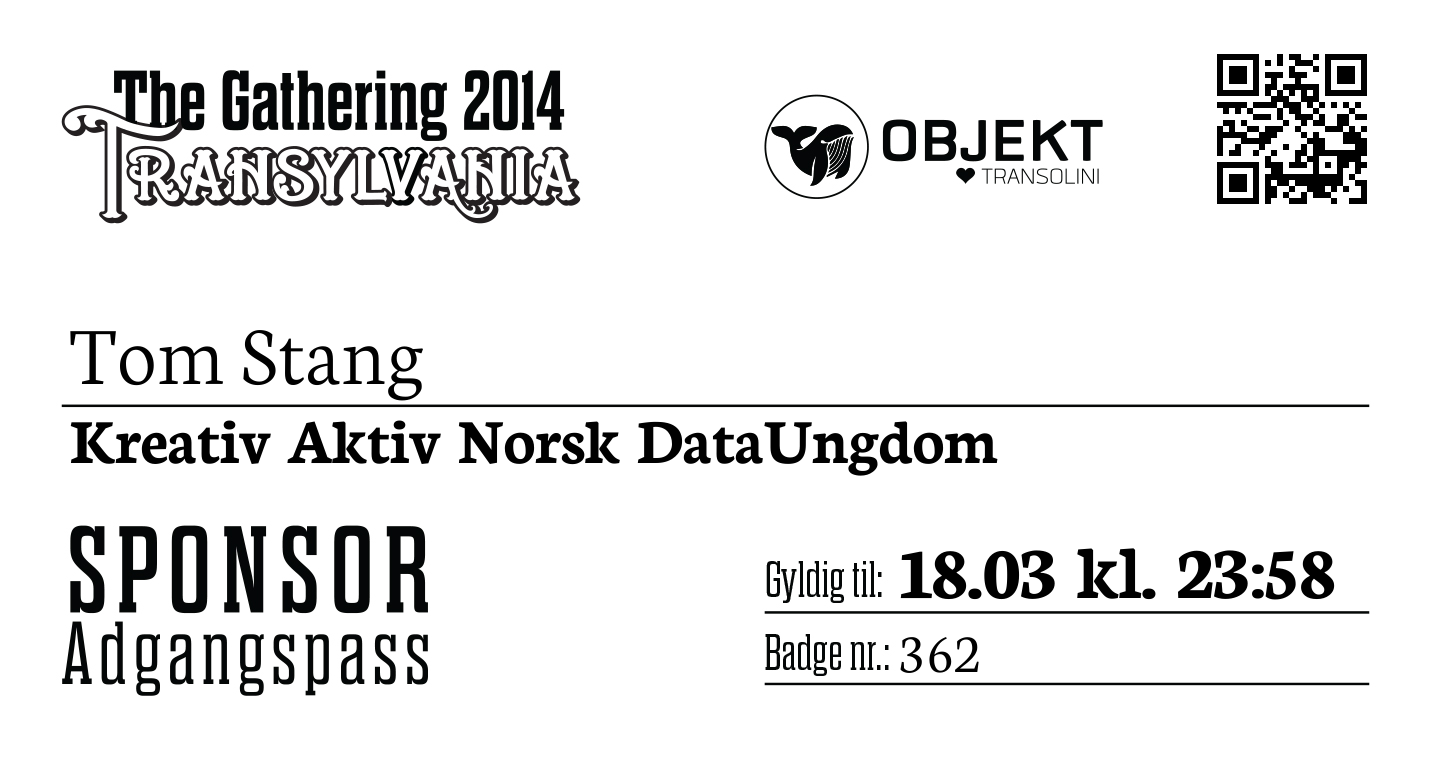 The Gathering 2014
TRANSYLVANIA
OBJEKT
TRANSOLINI
Tom Stang
Kreativ Aktiv Norsk DataUngdom
SPONSOR
Adgangspass
Gyldig til: 18.03 kl. 23:58
Badge nr.: 362